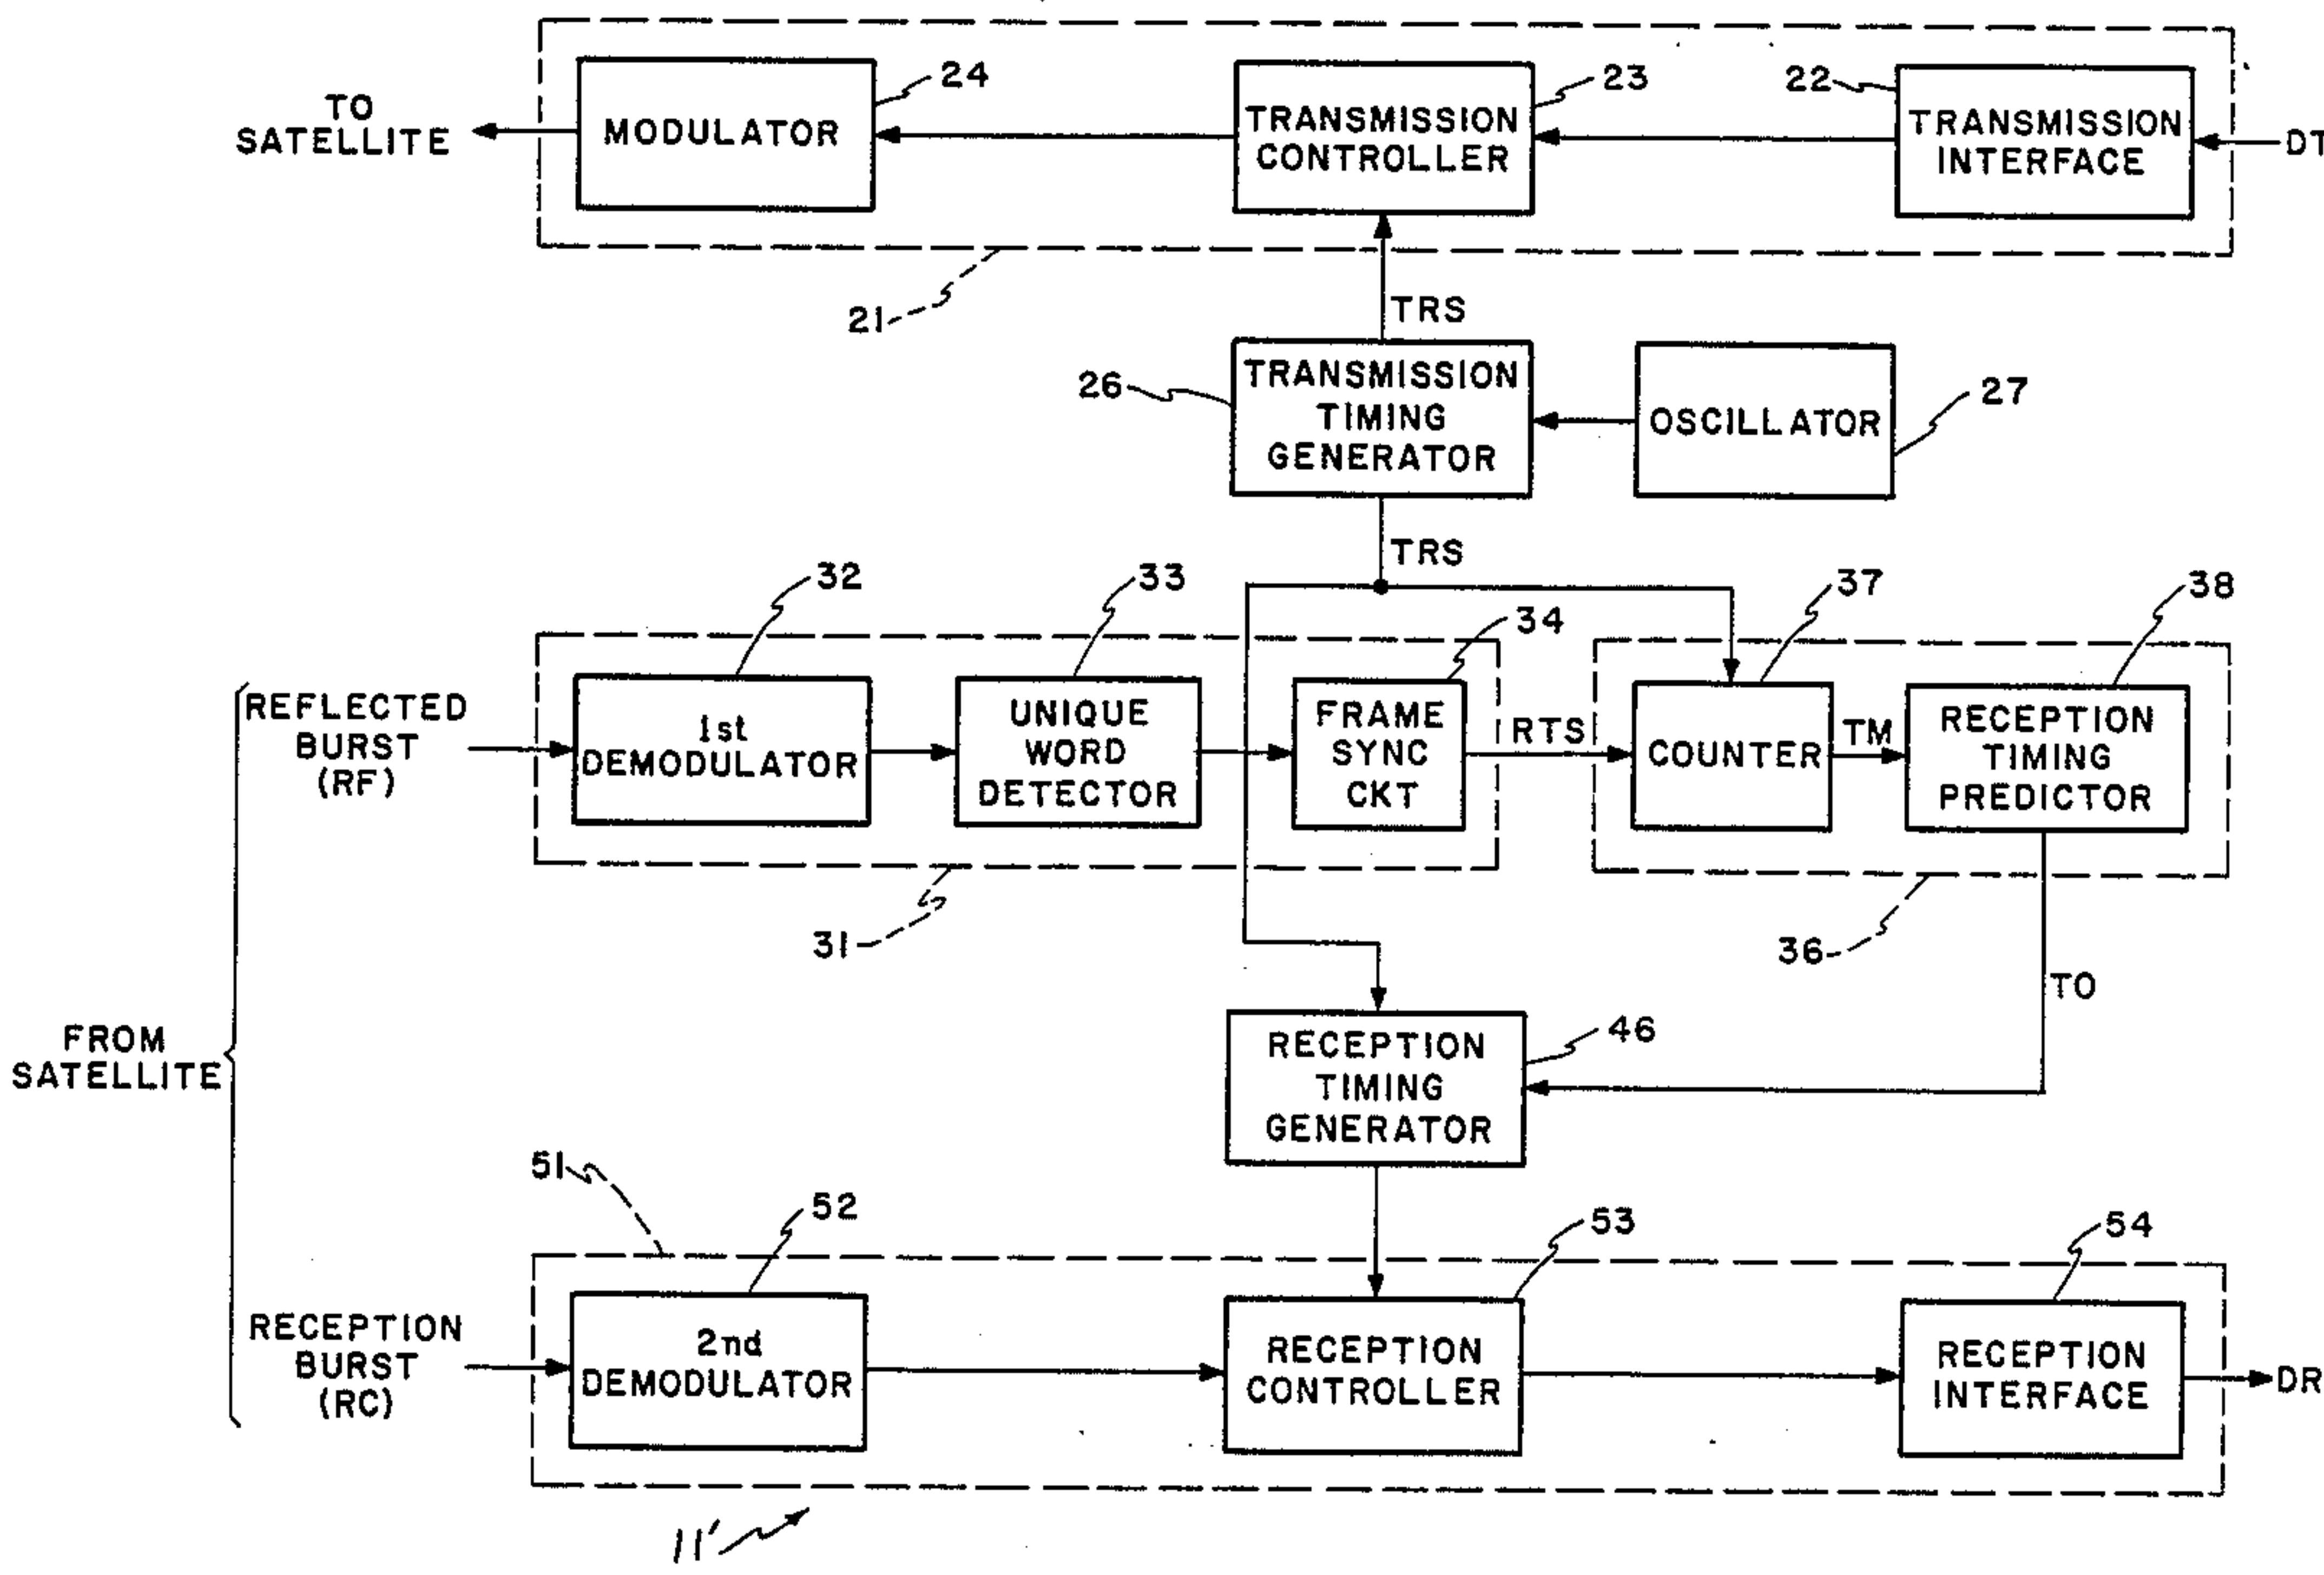 24
23
22
TO
SATELLITE
MODULATOR
TRANSMISSION
CONTROLLER
TRANSMISSION
INTERFACE
DT
21
TRS
26
TRANSMISSION
TIMING
GENERATOR
OSCILLATOR
27
TRS
32
33
34
37
38
REFLECTED
BURST
(RF)
1st
DEMODULATOR
UNIQUE
WORD
DETECTOR
FRAME
SYNC
CKT
RTS
COUNTER
TM
RECEPTION
TIMING
PREDICTOR
31
36
TO
FROM
SATELLITE
RECEPTION
TIMING
GENERATOR
46
51
52
53
54
RECEPTION
BURST
(RC)
2nd
DEMODULATOR
RECEPTION
CONTROLLER
RECEPTION
INTERFACE
DR
11'